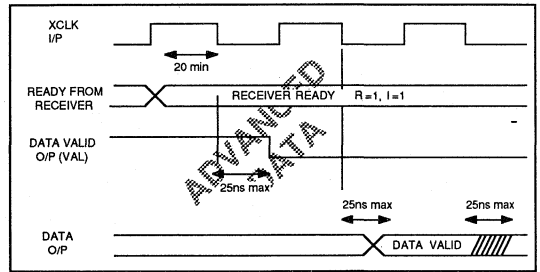 XCLK
I/P
20 min
READY FROM
RECEIVER
RECEIVER READY R=1, I=1
DATA VALID
O/P (VAL)
25ns max
ADVANCED
DATA
25ns max
25ns max
DATA
O/P
DATA VALID